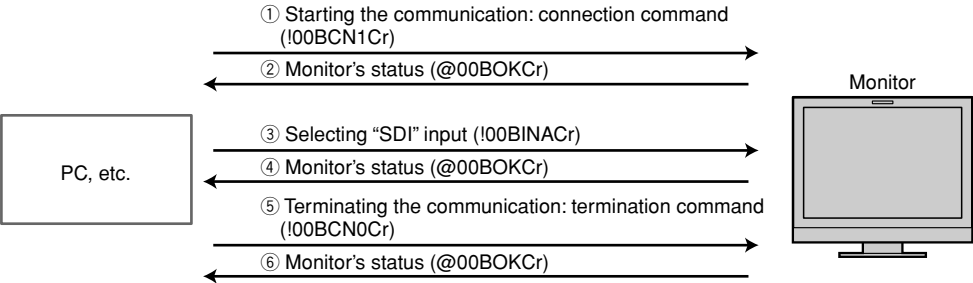 ① Starting the communication: connection command
(!00BCN1Cr)
② Monitor's status (@00BOKCr)
Monitor
③ Selecting “SDI” input (!00BINACr)
PC, etc.
④ Monitor's status (@00BOKCr)
⑤ Terminating the communication: termination command
(!00BCN0Cr)
⑥ Monitor's status (@00BOKCr)